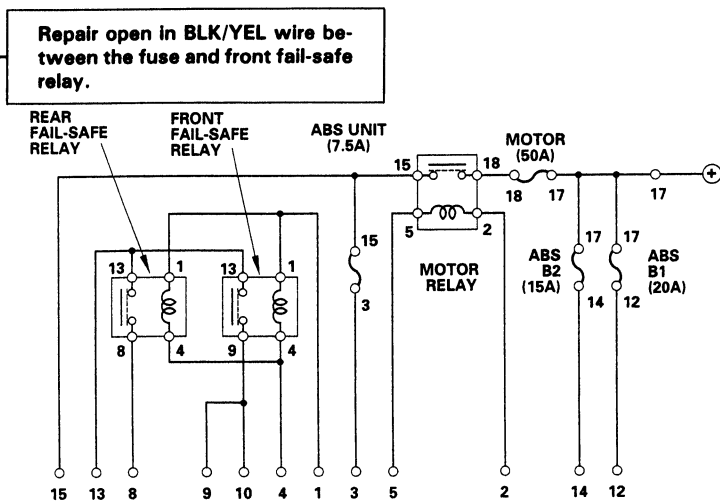 Repair open in BLK/YEL wire be-
tween the fuse and front fail-safe
relay.
REAR
FAIL-SAFE
RELAY
FRONT
FAIL-SAFE
RELAY
ABS UNIT
(7.5A)
MOTOR
(50A)
15 18
18 17 17
+
5 2
MOTOR
RELAY
15
3
17
ABS
B2
(15A)
14
17
ABS
B1
(20A)
12
13 1 13 1
8 4 9 4
15 13 8 9 10 4 1 3 5 2 14 12